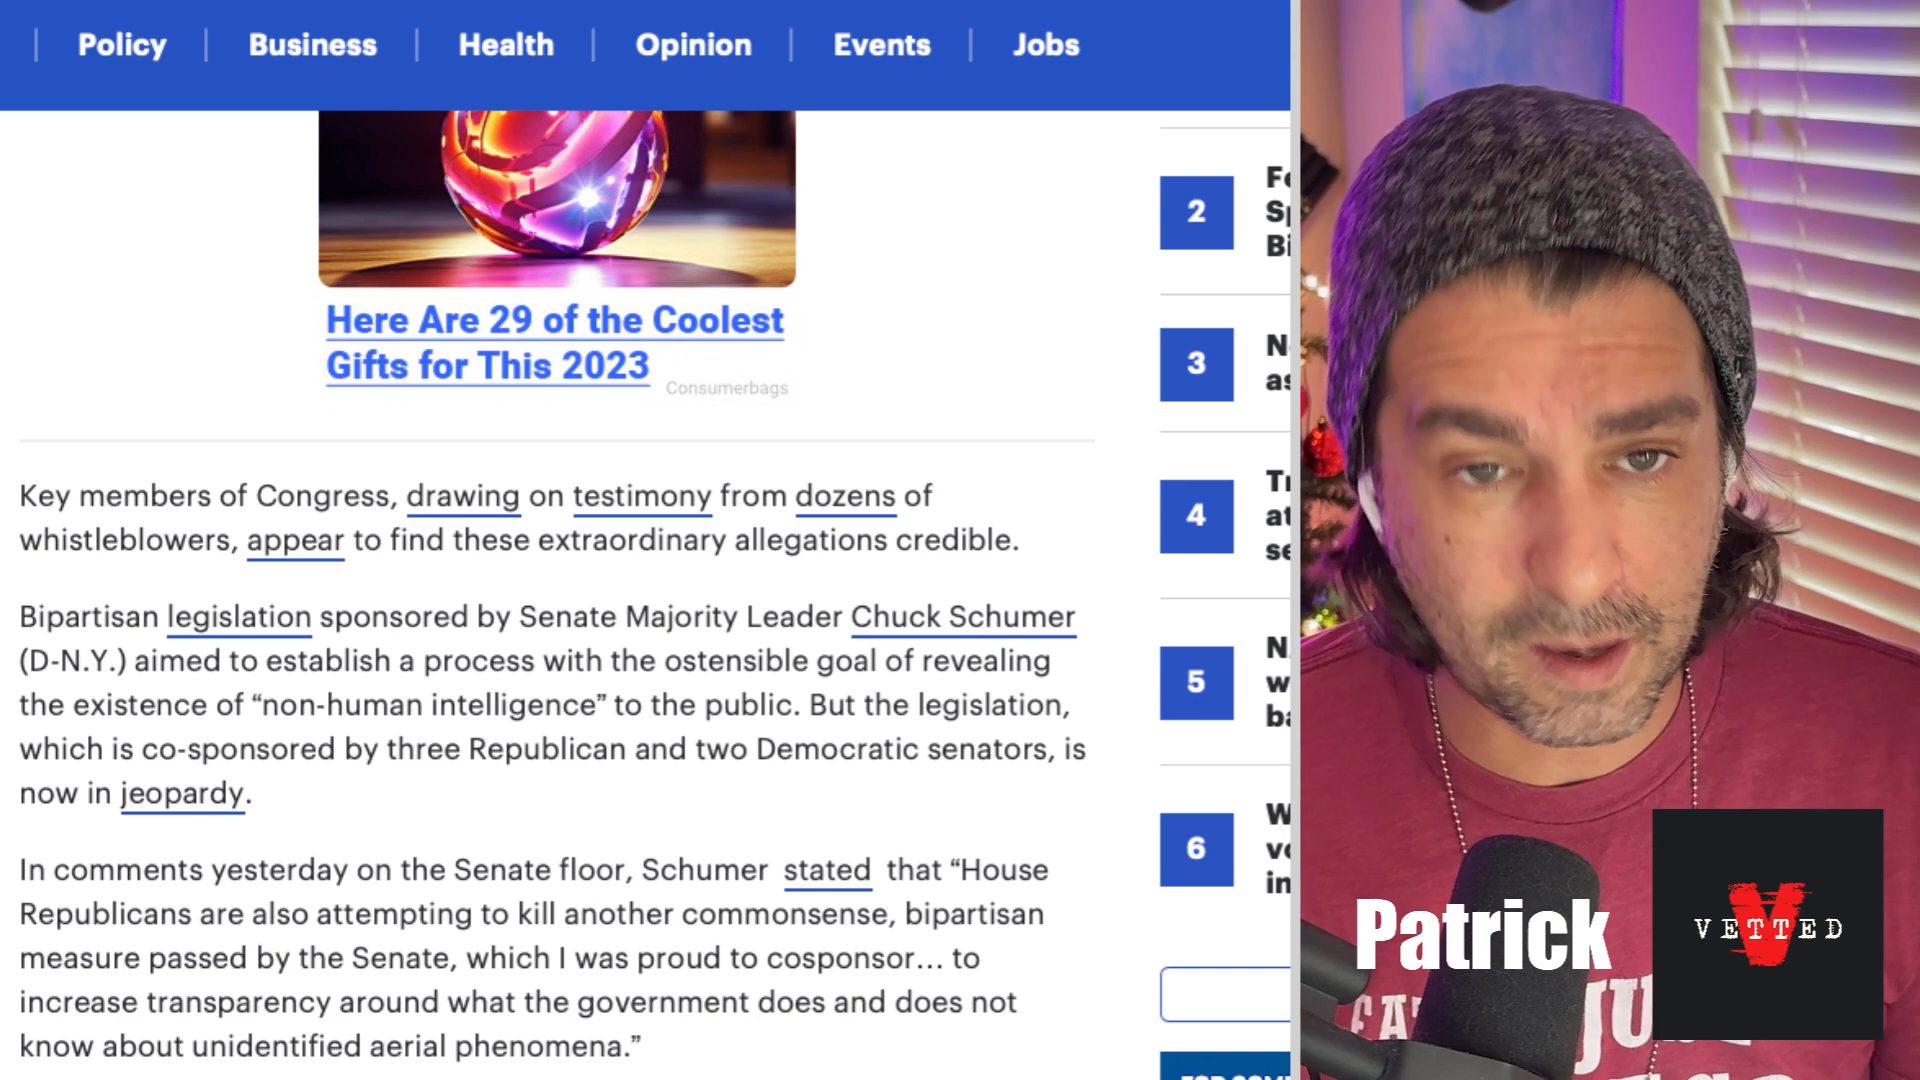 Policy
Business
Health
Opinion
Events
Jobs
Here Are 29 of the Coolest
Gifts for This 2023
Consumerbags
Key members of Congress, drawing on testimony from dozens of
whistleblowers, appear to find these extraordinary allegations credible.
Bipartisan legislation sponsored by Senate Majority Leader Chuck Schumer
(D-N.Y.) aimed to establish a process with the ostensible goal of revealing
the existence of “non-human intelligence” to the public. But the legislation,
which is co-sponsored by three Republican and two Democratic senators, is
now in jeopardy.
In comments yesterday on the Senate floor, Schumer stated that “House
Republicans are also attempting to kill another commonsense, bipartisan
measure passed by the Senate, which I was proud to cosponsor... to
increase transparency around what the government does and does not
know about unidentified aerial phenomena.”
2
3
4
5
6
Patrick
VETTED